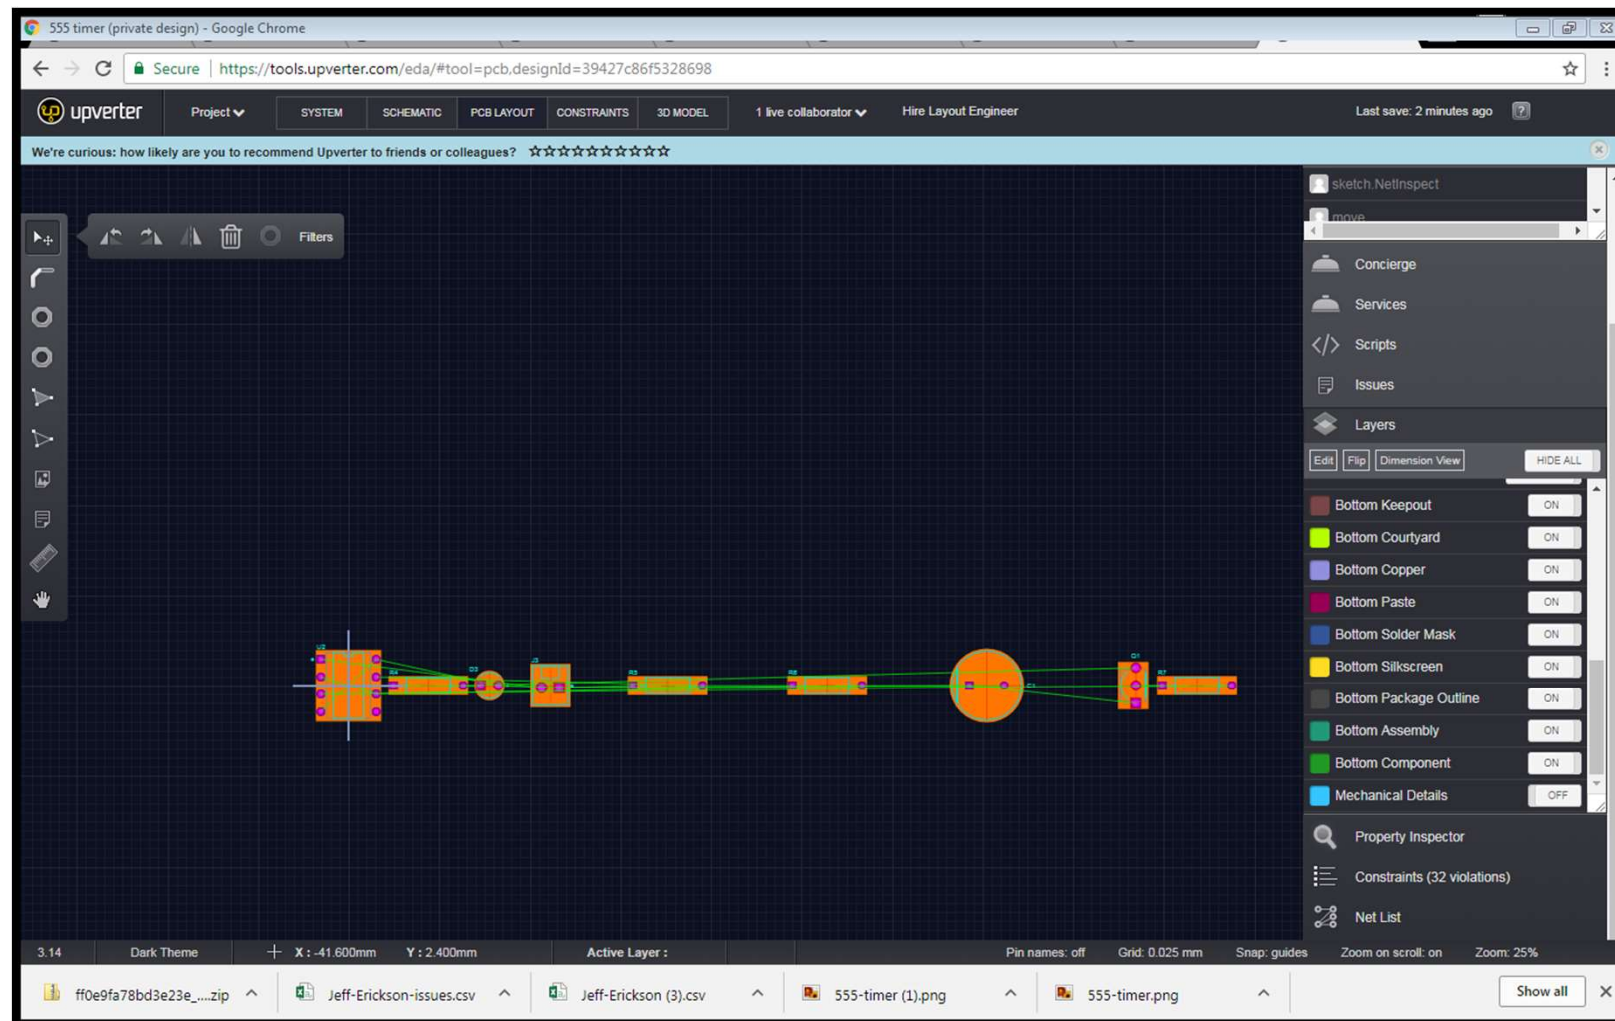 555 timer (private design) - Google Chrome
Secure | https://tools.upverter.com/eda/#tool=pcb,designId=39427c86f5328698
upverter Project SYSTEM SCHEMATIC PCB LAYOUT CONSTRAINTS 3D MODEL 1 live collaborator Hire Layout Engineer Last save: 2 minutes ago ?
We're curious: how likely are you to recommend Upverter to friends or colleagues?
sketch.NetInspect
move
Filters
Concierge
Services
</> Scripts
Issues
Layers
Edit Flip Dimension View HIDE ALL
Bottom Keepout ON
Bottom Courtyard ON
Bottom Copper ON
Bottom Paste ON
Bottom Solder Mask ON
Bottom Silkscreen ON
Bottom Package Outline ON
Bottom Assembly ON
Bottom Component ON
Mechanical Details OFF
Property Inspector
Constraints (32 violations)
Net List
3.14 Dark Theme X : -41.600mm Y : 2.400mm Active Layer : Pin names: off Grid: 0.025 mm Snap: guides Zoom on scroll: on Zoom: 25%
ff0e9fa78bd3e23e_....zip Jeff-Erickson-issues.csv Jeff-Erickson (3).csv 555-timer (1).png 555-timer.png Show all